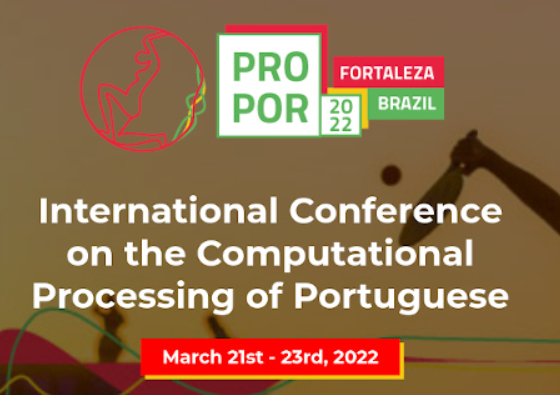 PRO
POR
20
22
FORTALEZA
BRAZIL
International Conference
on the Computational
Processing of Portuguese
March 21st - 23rd, 2022